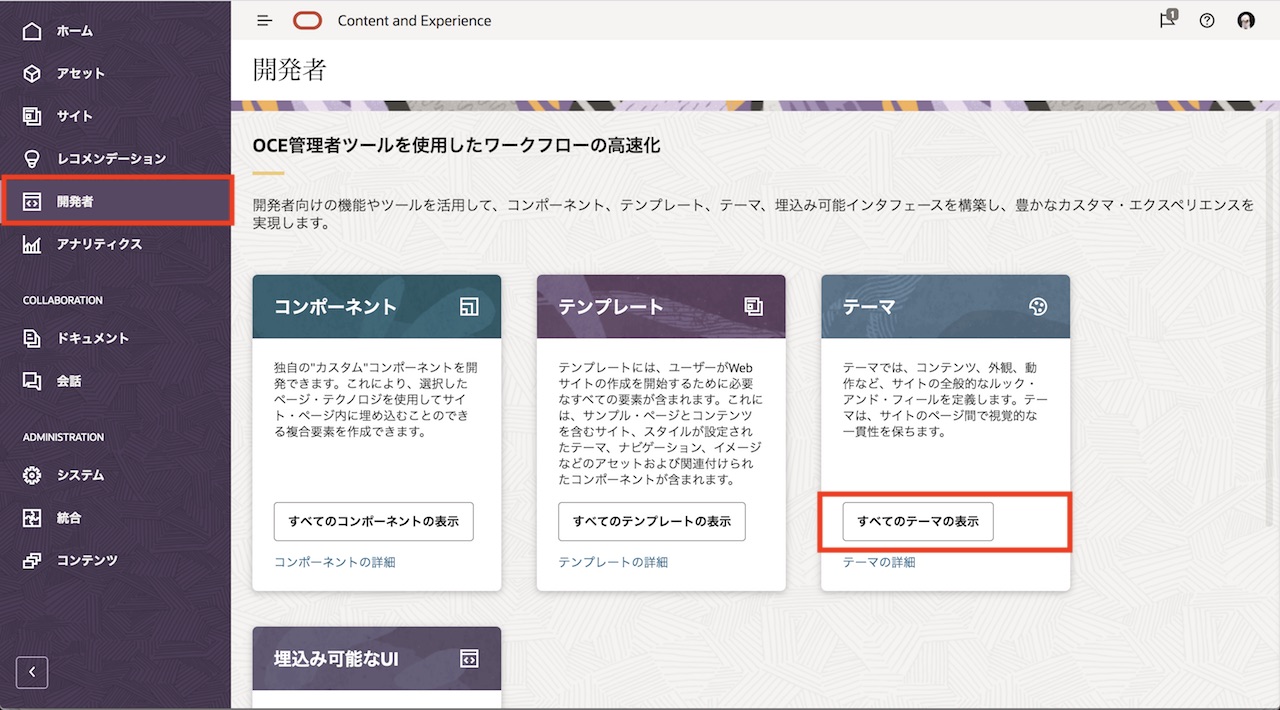 ホーム
アセット
サイト
レコメンデーション
開発者
アナリティクス
COLLABORATION
ドキュメント
会話
ADMINISTRATION
システム
統合
コンテンツ
Content and Experience
1
開発者
OCE管理者ツールを使用したワークフローの高速化
開発者向けの機能やツールを活用して、コンポーネント、テンプレート、テーマ、埋込み可能インタフェースを構築し、豊かなカスタマ・エクスペリエンスを
実現します。
コンポーネント
独自の"カスタム"コンポーネントを開
発できます。これにより、選択した
ページ・テクノロジを使用してサイ
ト・ページ内に埋め込むことのでき
る複合要素を作成できます。
すべてのコンポーネントの表示
コンポーネントの詳細
テンプレート
テンプレートには、ユーザーがWeb
サイトの作成を開始するために必要
なすべての要素が含まれます。これに
は、サンプル・ページとコンテンツ
を含むサイト、スタイルが設定され
たテーマ、ナビゲーション、イメージ
などのアセットおよび関連付けられ
たコンポーネントが含まれます。
すべてのテンプレートの表示
テンプレートの詳細
テーマ
テーマでは、コンテンツ、外観、動
作など、サイトの全般的なルック・
アンド・フィールを定義します。テー
マは、サイトのページ間で視覚的な
一貫性を保ちます。
すべてのテーマの表示
テーマの詳細
埋込み可能なUI